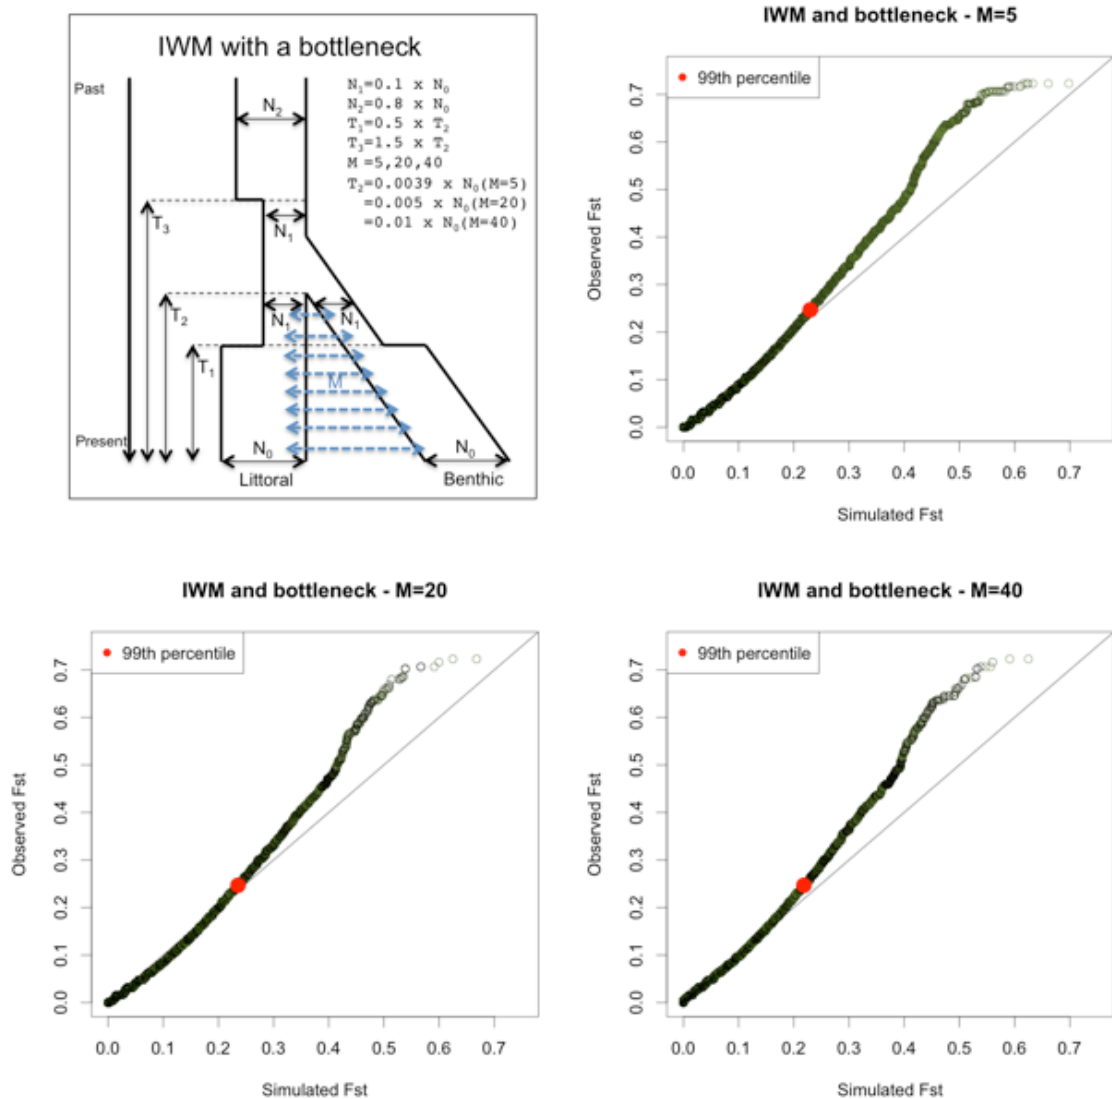 IWM with a bottleneck
Past
N₁=0.1 x N₀
N₂=0.8 x N₀
T₁=0.5 x T₂
T₃=1.5 x T₂
M =5,20,40
T₂=0.0039 x N₀(M=5)
=0.005 x N₀(M=20)
=0.01 x N₀(M=40)
N₂
T₃
N₁
T₂
N₁
N₁
T₁
M
Present
N₀
N₀
Littoral
Benthic
IWM and bottleneck - M=5
99th percentile
Observed Fst
0.7
0.6
0.5
0.4
0.3
0.2
0.1
0.0
0.0 0.1 0.2 0.3 0.4 0.5 0.6 0.7
Simulated Fst
IWM and bottleneck - M=20
99th percentile
Observed Fst
0.7
0.6
0.5
0.4
0.3
0.2
0.1
0.0
0.0 0.1 0.2 0.3 0.4 0.5 0.6 0.7
Simulated Fst
IWM and bottleneck - M=40
99th percentile
Observed Fst
0.7
0.6
0.5
0.4
0.3
0.2
0.1
0.0
0.0 0.1 0.2 0.3 0.4 0.5 0.6 0.7
Simulated Fst